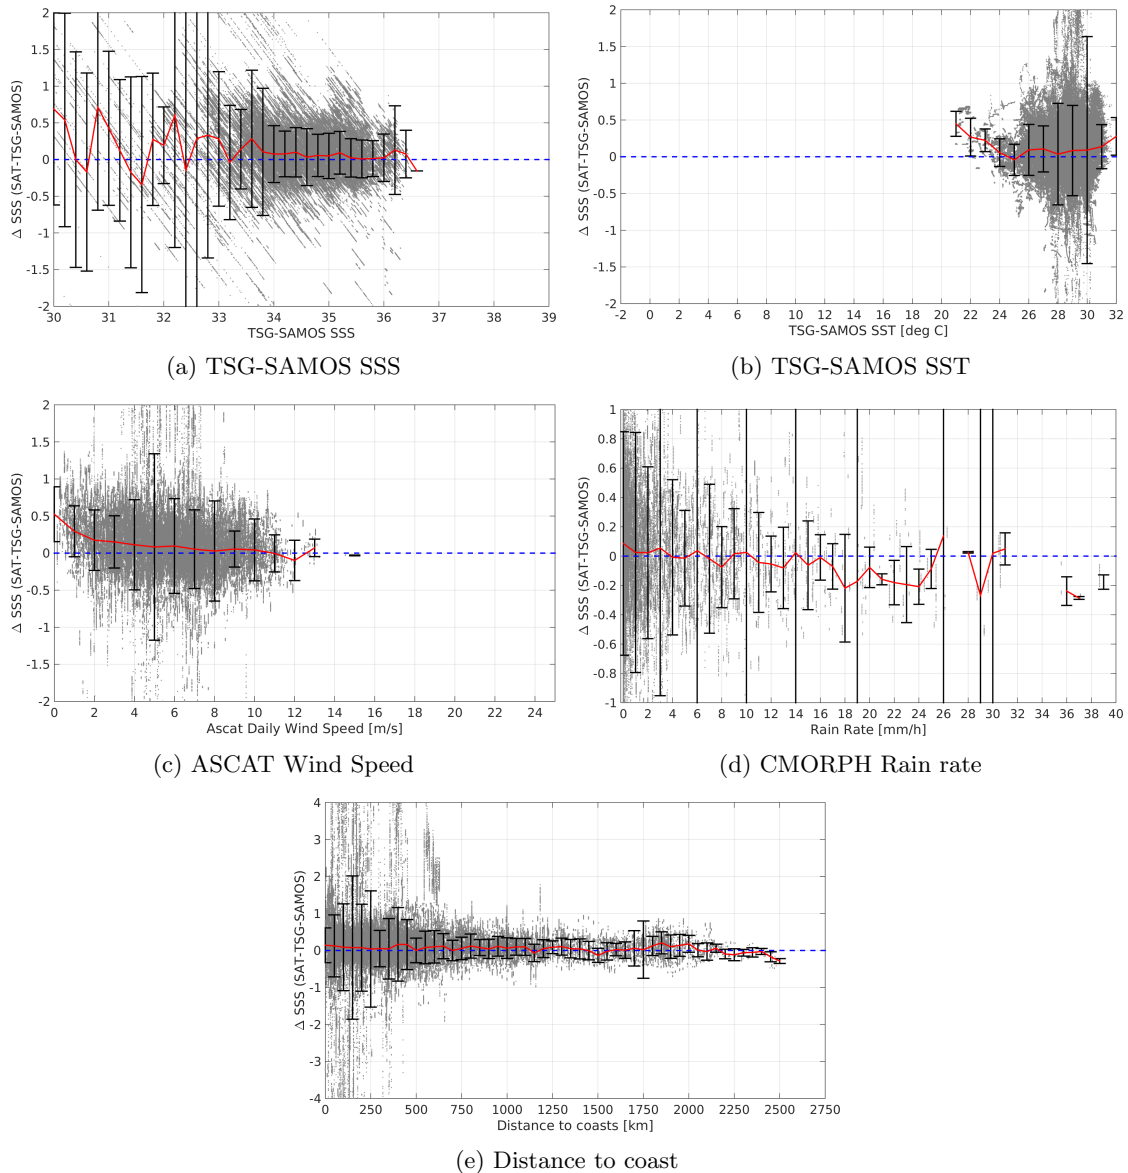 2
1.5
1
0.5
0
-0.5
-1
-1.5
-2
Δ SSS (SAT-TSG-SAMOS)
30 31 32 33 34 35 36 37 38 39
TSG-SAMOS SSS
(a) TSG-SAMOS SSS
2
1.5
1
0.5
0
-0.5
-1
-1.5
-2
Δ SSS (SAT-TSG-SAMOS)
-2 0 2 4 6 8 10 12 14 16 18 20 22 24 26 28 30 32
TSG-SAMOS SST [deg C]
(b) TSG-SAMOS SST
2
1.5
1
0.5
0
-0.5
-1
-1.5
-2
Δ SSS (SAT-TSG-SAMOS)
0 2 4 6 8 10 12 14 16 18 20 22 24
Ascat Daily Wind Speed [m/s]
(c) ASCAT Wind Speed
1
0.8
0.6
0.4
0.2
0
-0.2
-0.4
-0.6
-0.8
-1
Δ SSS (SAT-TSG-SAMOS)
0 2 4 6 8 10 12 14 16 18 20 22 24 26 28 30 32 34 36 38 40
Rain Rate [mm/h]
(d) CMORPH Rain rate
4
3
2
1
0
-1
-2
-3
-4
Δ SSS (SAT-TSG-SAMOS)
0 250 500 750 1000 1250 1500 1750 2000 2250 2500 2750
Distance to coasts [km]
(e) Distance to coast